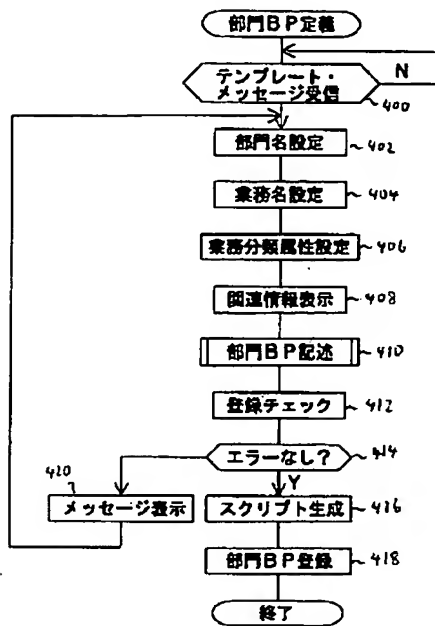 部門BP定義
テンプレート・
メッセージ受信
N
400
部門名設定
402
業務名設定
404
業務分類属性設定
406
関連情報表示
408
部門BP記述
410
登録チェック
412
エラーなし？
414
420
Y
メッセージ表示
スクリプト生成
416
部門BP登録
418
終了